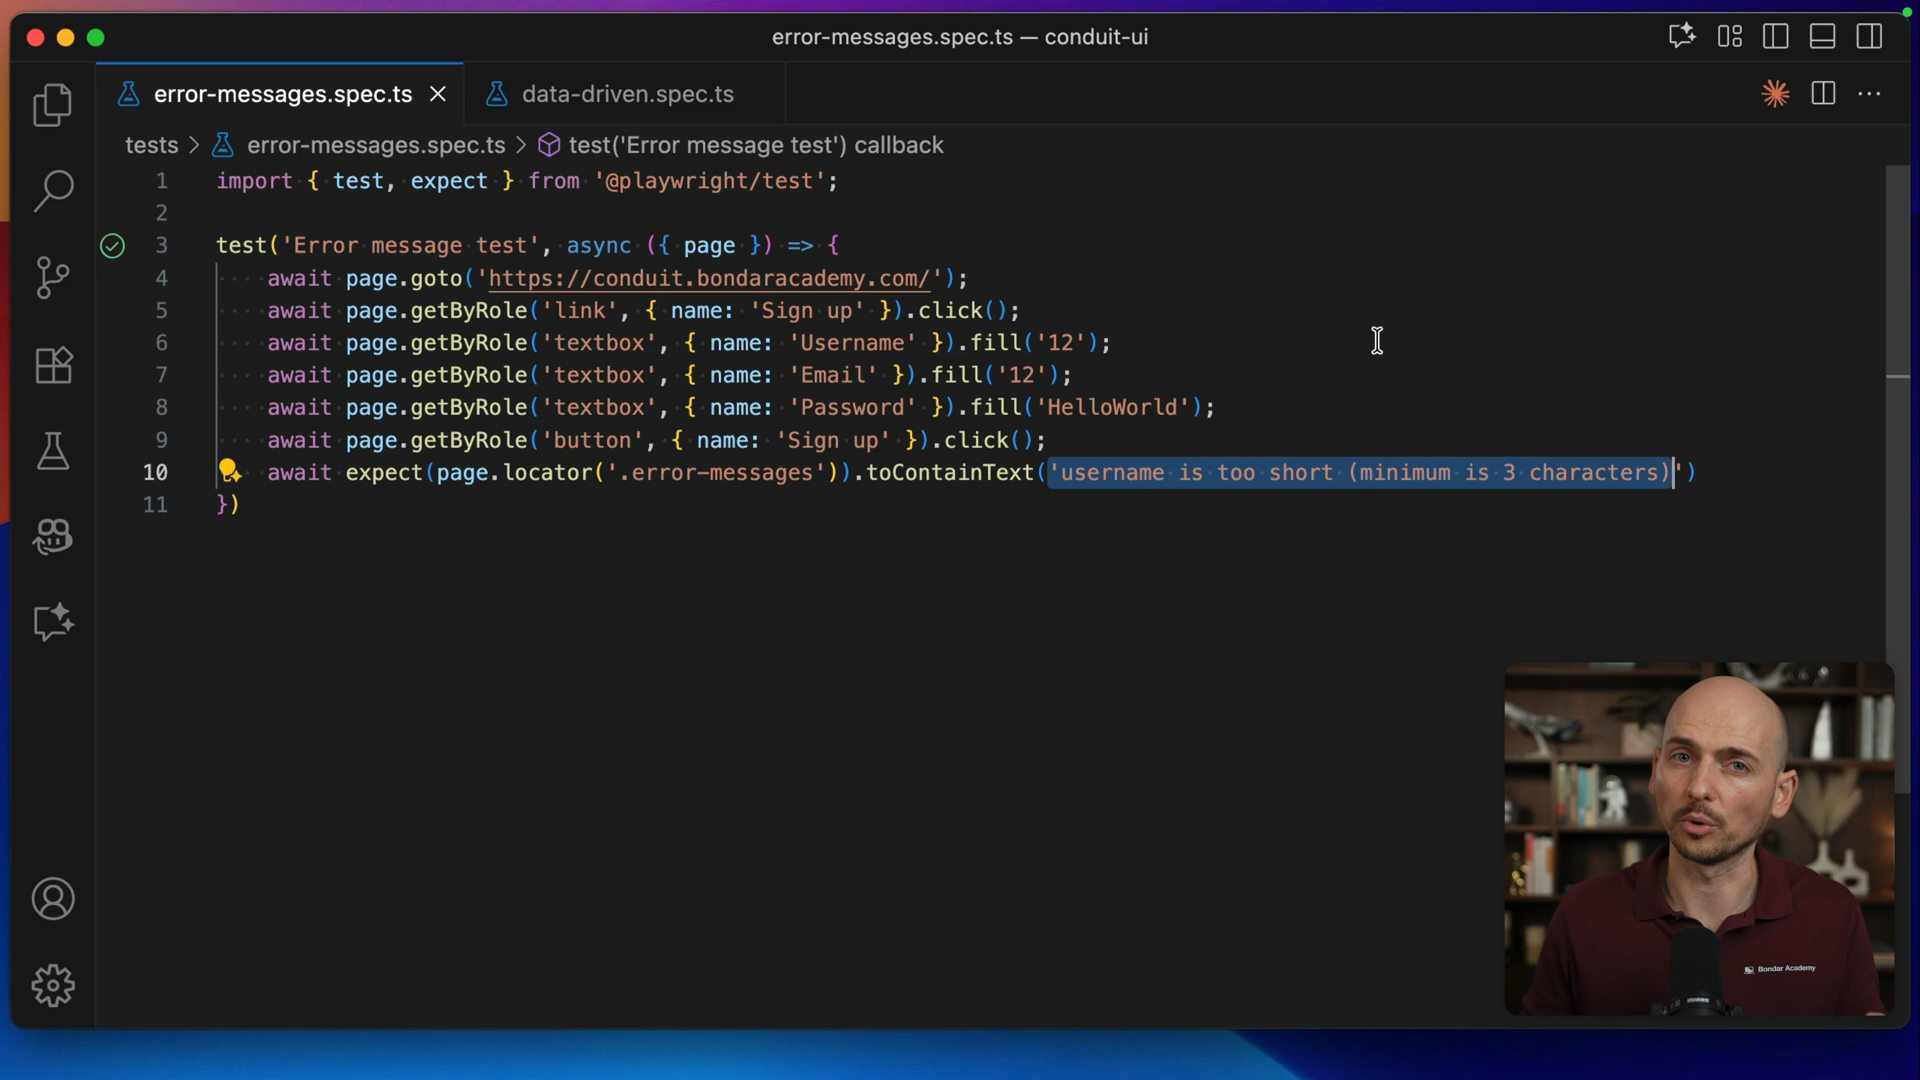 error-messages.spec.ts — conduit-ui
error-messages.spec.ts
data-driven.spec.ts
tests > error-messages.spec.ts > test('Error message test') callback
1 import { test, expect } from '@playwright/test';
2
3 test('Error message test', async ({ page }) => {
4 await page.goto('https://conduit.bondaracademy.com/');
5 await page.getByRole('link', { name: 'Sign up' }).click();
6 await page.getByRole('textbox', { name: 'Username' }).fill('12');
7 await page.getByRole('textbox', { name: 'Email' }).fill('12');
8 await page.getByRole('textbox', { name: 'Password' }).fill('HelloWorld');
9 await page.getByRole('button', { name: 'Sign up' }).click();
10 await expect(page.locator('.error-messages')).toContainText('username is too short (minimum is 3 characters)')
11 })
Bondar Academy